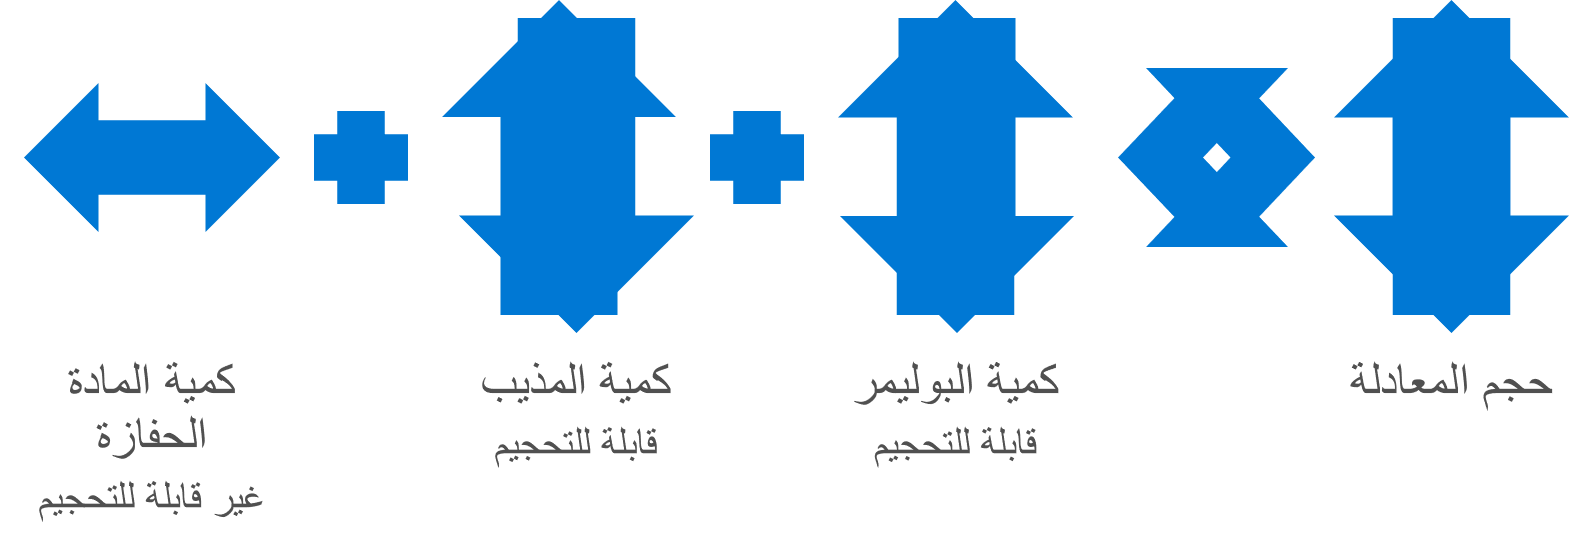 حجم المعادلة
كمية البوليمر
قابلة للتحجيم
كمية المذيب
قابلة للتحجيم
كمية المادة
الحفازة
غير قابلة للتحجيم